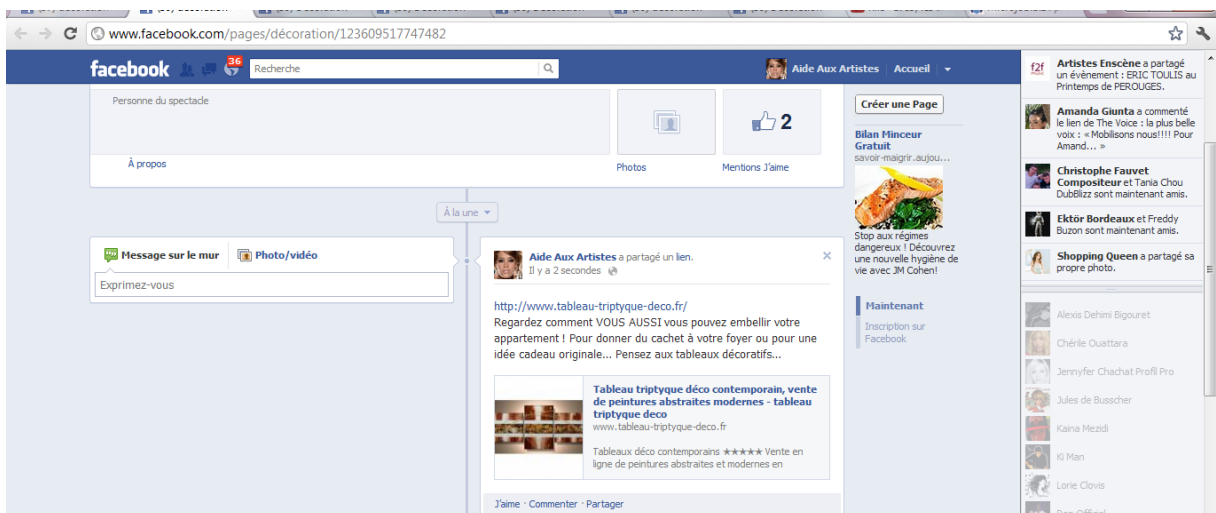 www.facebook.com/pages/décoration/123609517747482
facebook
36
Recherche
Aide Aux Artistes
Accueil
Personne du spectacle
2
À propos
Photos
Mentions J'aime
À la une
Message sur le mur
Photo/vidéo
Exprimez-vous
Aide Aux Artistes a partagé un lien.
Il y a 2 secondes
http://www.tableau-triptyque-deco.fr/
Regardez comment VOUS AUSSI vous pouvez embellir votre
appartement ! Pour donner du cachet à votre foyer ou pour une
idée cadeau originale... Pensez aux tableaux décoratifs...
Tableau triptyque déco contemporain, vente
de peintures abstraites modernes - tableau
triptyque deco
www.tableau-triptyque-deco.fr
Tableaux déco contemporains ★★★★★ Vente en
ligne de peintures abstraites et modernes en
J'aime · Commenter · Partager
Créer une Page
Bilan Minceur
Gratuit
savoir-maigrir.aujou...
Stop aux régimes
dangereux ! Découvrez
une nouvelle hygiène de
vie avec JM Cohen!
Maintenant
Inscription sur
Facebook
f2f
Artistes Enscène a partagé
un évènement : ERIC TOULIS au
Printemps de PEROUGES.
Amanda Giunta a commenté
le lien de The Voice : la plus belle
voix : « Mobilisons nous!!!! Pour
Amand... »
Christophe Fauvet
Compositeur et Tania Chou
DubBlizz sont maintenant amis.
Ektör Bordeaux et Freddy
Buzon sont maintenant amis.
Shopping Queen a partagé sa
propre photo.
Alexis Dehimi Bigouret
Chérile Ouattara
Jennyfer Chachat Profil Pro
Jules de Busscher
Kaina Mezidi
Ki Man
Lorie Clovis